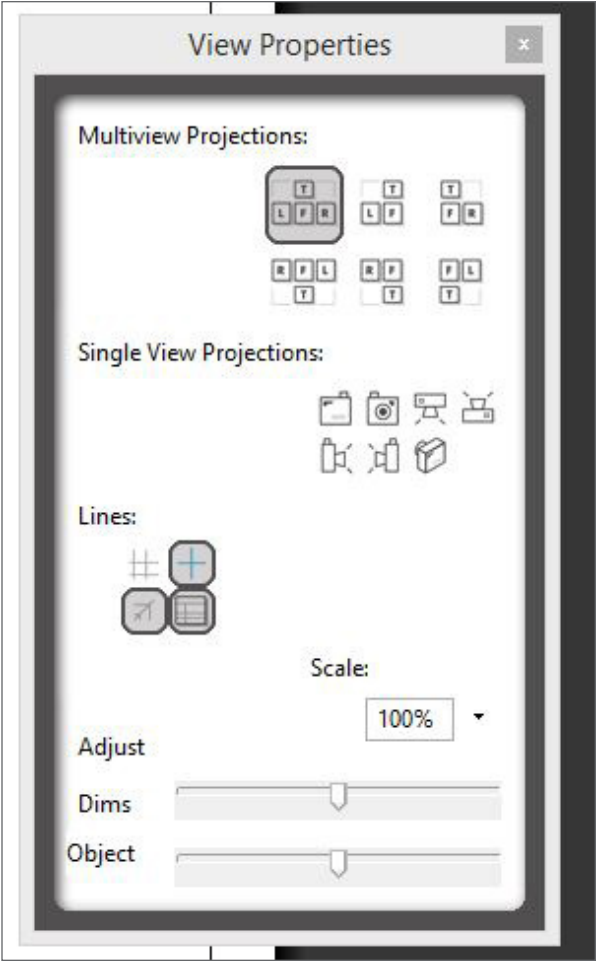 View Properties
x
Multiview Projections:
T T T
L F R L F F R
R F L R F F L
T T T
Single View Projections:
Lines:
Scale:
100%
Adjust
Dims
Object